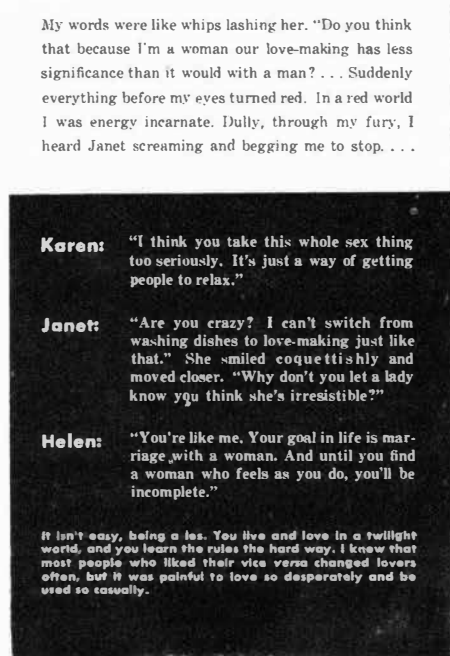 My words were like whips lashing her. "Do you think
that because I'm a woman our love-making has less
significance than it would with a man? . . . Suddenly
everything before my eyes turned red. In a red world
I was energy incarnate. Dully, through my fury, I
heard Janet screaming and begging me to stop. . . .
Karen: "I think you take this whole sex thing
too seriously. It's just a way of getting
people to relax."
Janet: "Are you crazy? I can't switch from
washing dishes to love-making just like
that." She smiled coquettishly and
moved closer. "Why don't you let a lady
know you think she's irresistible?"
Helen: "You're like me. Your goal in life is mar-
riage with a woman. And until you find
a woman who feels as you do, you'll be
incomplete."
It isn't easy, being a les. You live and love in a twilight
world, and you learn the rules the hard way. I knew that
most people who liked their vice versa changed lovers
often, but it was painful to love so desperately and be
used so casually.